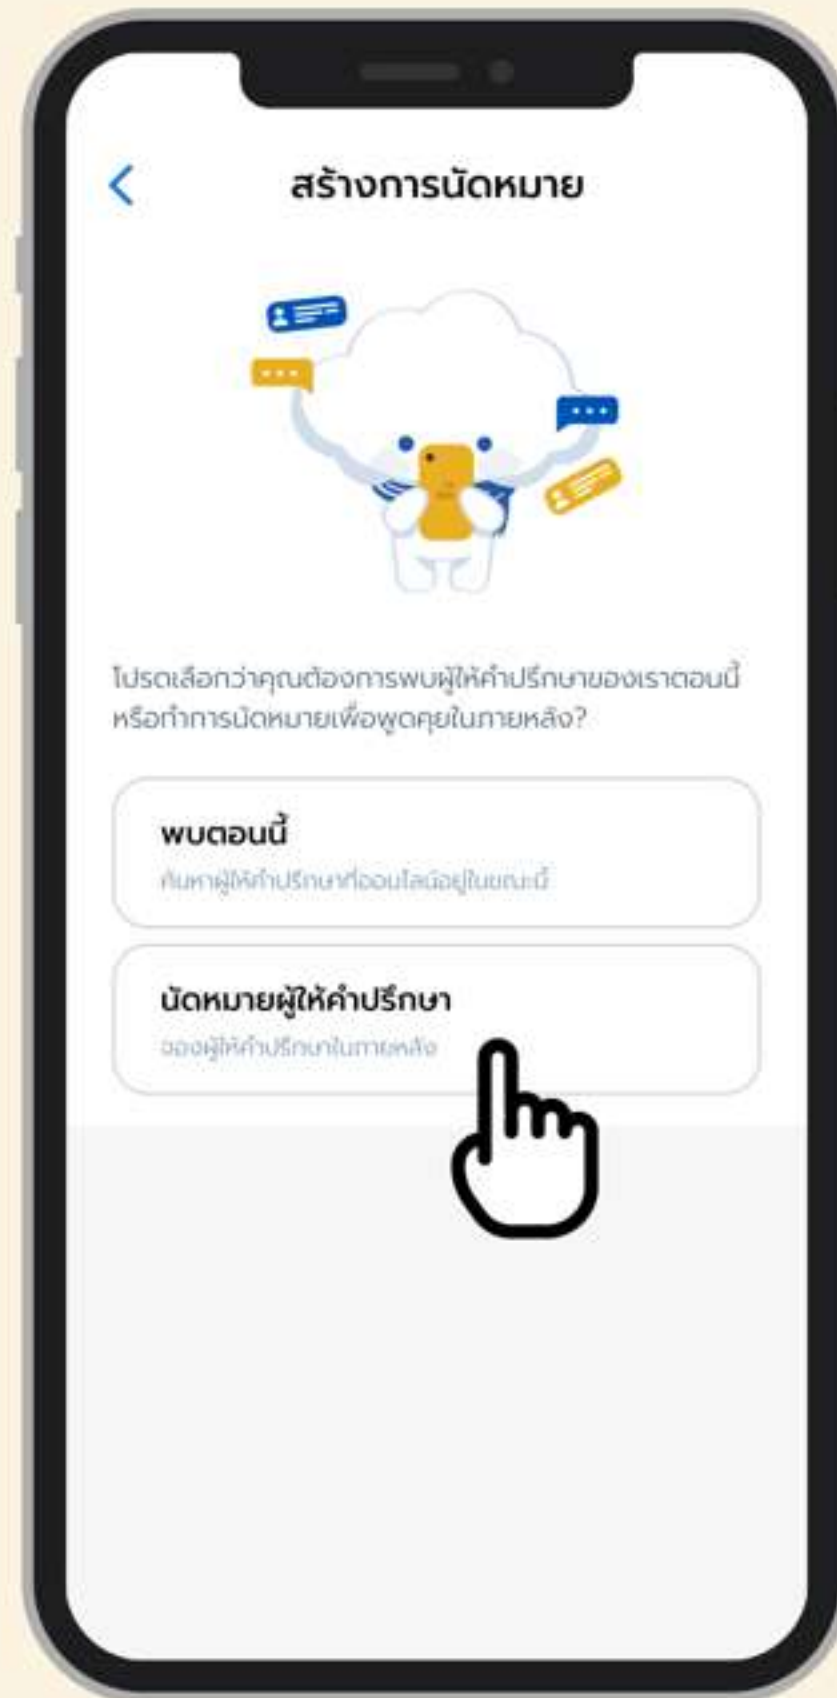 สร้างการนัดหมาย
โปรดเลือกว่าคุณต้องการพบผู้ให้คำปรึกษาของเราตอนนี้
หรือทำการนัดหมายเพื่อพูดคุยในภายหลัง?
พบตอนนี้
ค้นหาผู้ให้คำปรึกษาที่ออนไลน์อยู่ในขณะนี้
นัดหมายผู้ให้คำปรึกษา
จองผู้ให้คำปรึกษาในภายหลัง